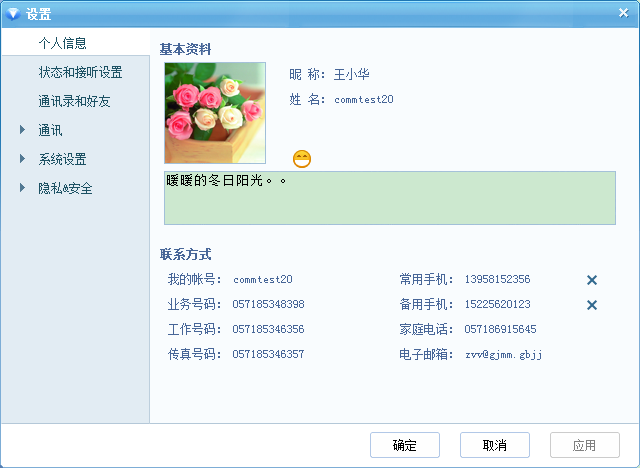 设置
个人信息
状态和接听设置
通讯录和好友
通讯
系统设置
隐私&安全
基本资料
昵 称: 王小华
姓 名: commtest20
暖暖的冬日阳光。。
联系方式
我的帐号: commtest20 常用手机: 13958152356
业务号码: 057185348398 备用手机: 15225620123
工作号码: 057185346356 家庭电话: 057186915645
传真号码: 057185346357 电子邮箱: zvv@gjmm.gbjj
确定 取消 应用